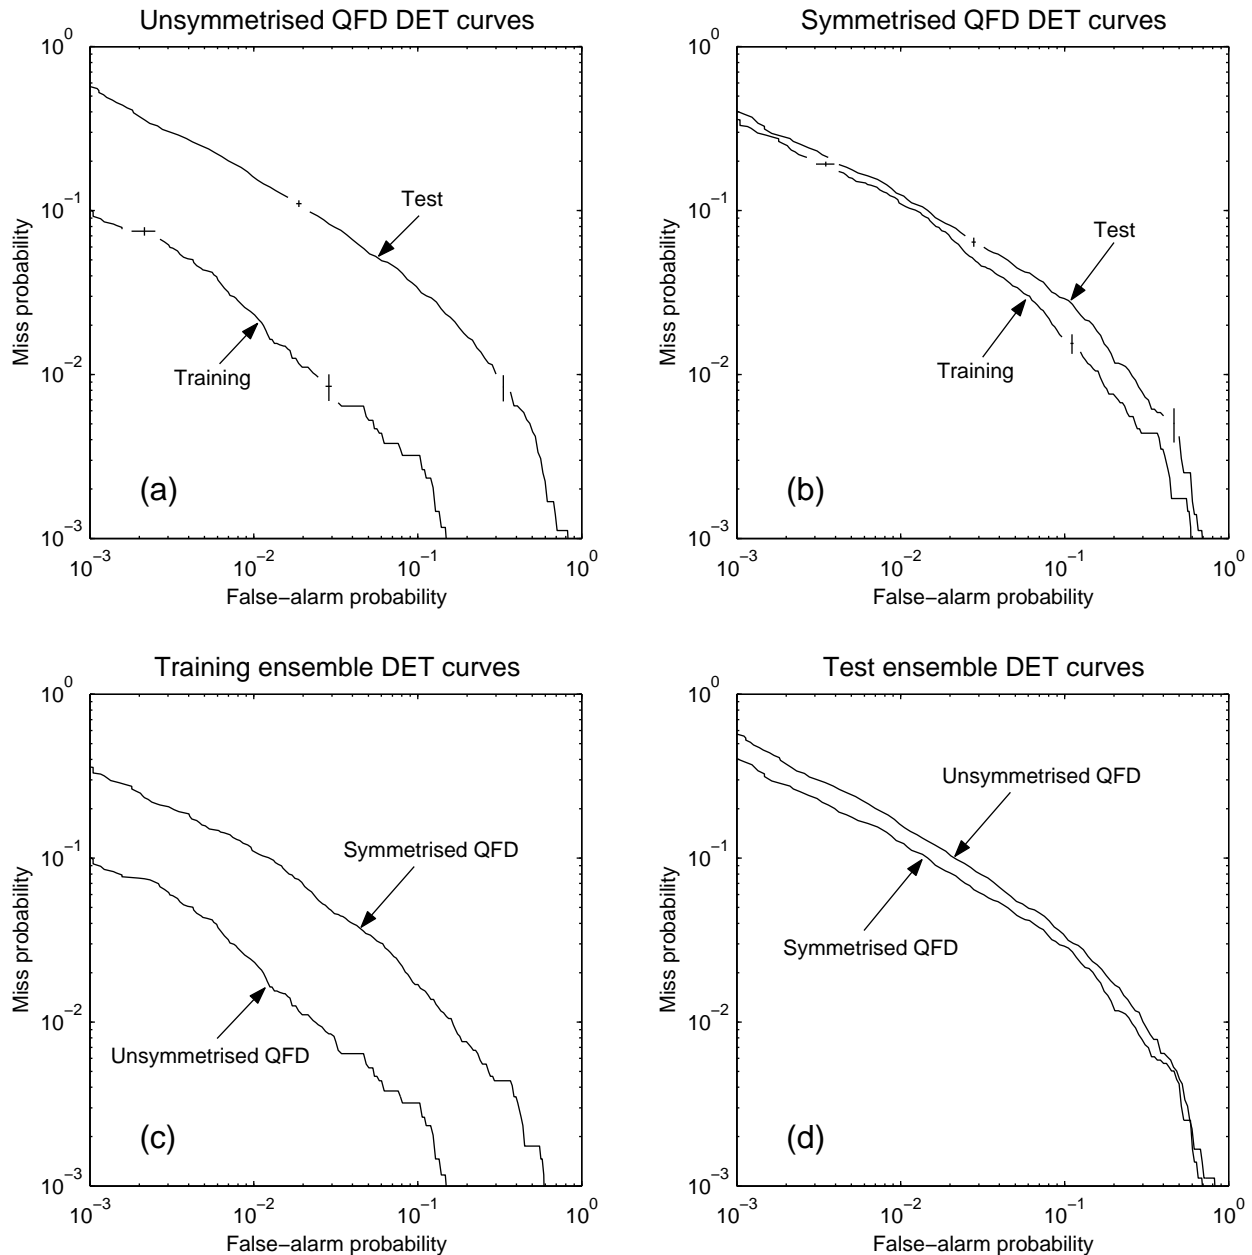 Unsymmetrised QFD DET curves
10^0
10^−1
10^−2
10^−3
Miss probability
Test
Training
(a)
10^−3 10^−2 10^−1 10^0
False−alarm probability
Symmetrised QFD DET curves
10^0
10^−1
10^−2
10^−3
Miss probability
Test
Training
(b)
10^−3 10^−2 10^−1 10^0
False−alarm probability
Training ensemble DET curves
10^0
10^−1
10^−2
10^−3
Miss probability
Symmetrised QFD
Unsymmetrised QFD
(c)
10^−3 10^−2 10^−1 10^0
False−alarm probability
Test ensemble DET curves
10^0
10^−1
10^−2
10^−3
Miss probability
Unsymmetrised QFD
Symmetrised QFD
(d)
10^−3 10^−2 10^−1 10^0
False−alarm probability